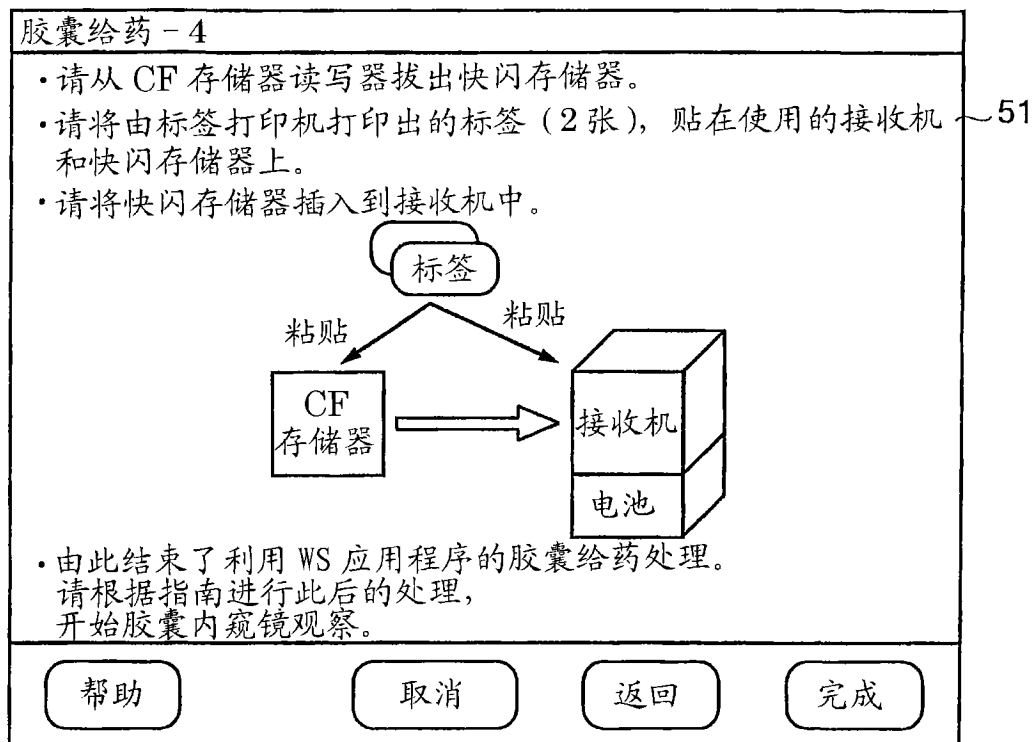 胶囊给药-4
·请从 CF 存储器读写器拔出快闪存储器。
·请将由标签打印机打印出的标签（2张），贴在使用的接收机
和快闪存储器上。
51
·请将快闪存储器插入到接收机中。
标签
粘贴
粘贴
CF
存储器
接收机
电池
·由此结束了利用 WS 应用程序的胶囊给药处理。
请根据指南进行此后的处理，
开始胶囊内窥镜观察。
帮助
取消
返回
完成